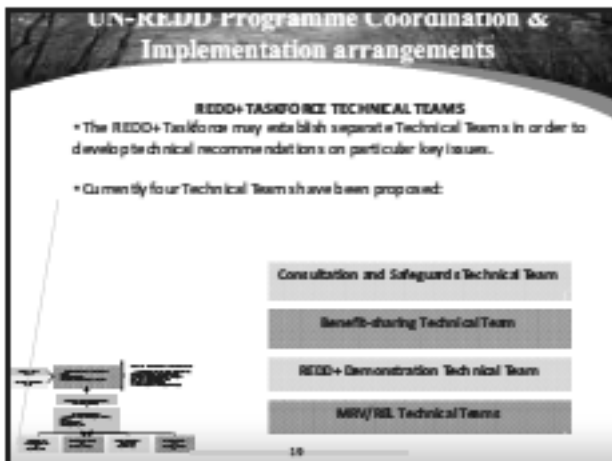 UN-REDD Programme Coordination &
Implementation arrangements
REDD+ TASKFORCE TECHNICAL TEAMS
• The REDD+ Taskforce may establish separate Technical Teams in order to
develop technical recommendations on particular key issues.
• Currently four Technical Teams have been proposed:
Consultation and Safeguards Technical Team
Benefit-sharing Technical Team
REDD+ Demonstration Technical Team
MRV/REL Technical Teams